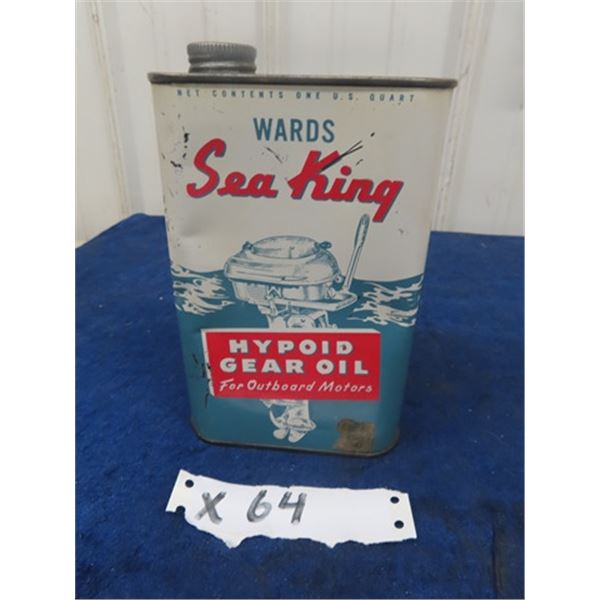 NET CONTENTS ONE U.S. QUART
WARDS
Sea King
HYPOID
GEAR OIL
For Outboard Motors
X 64